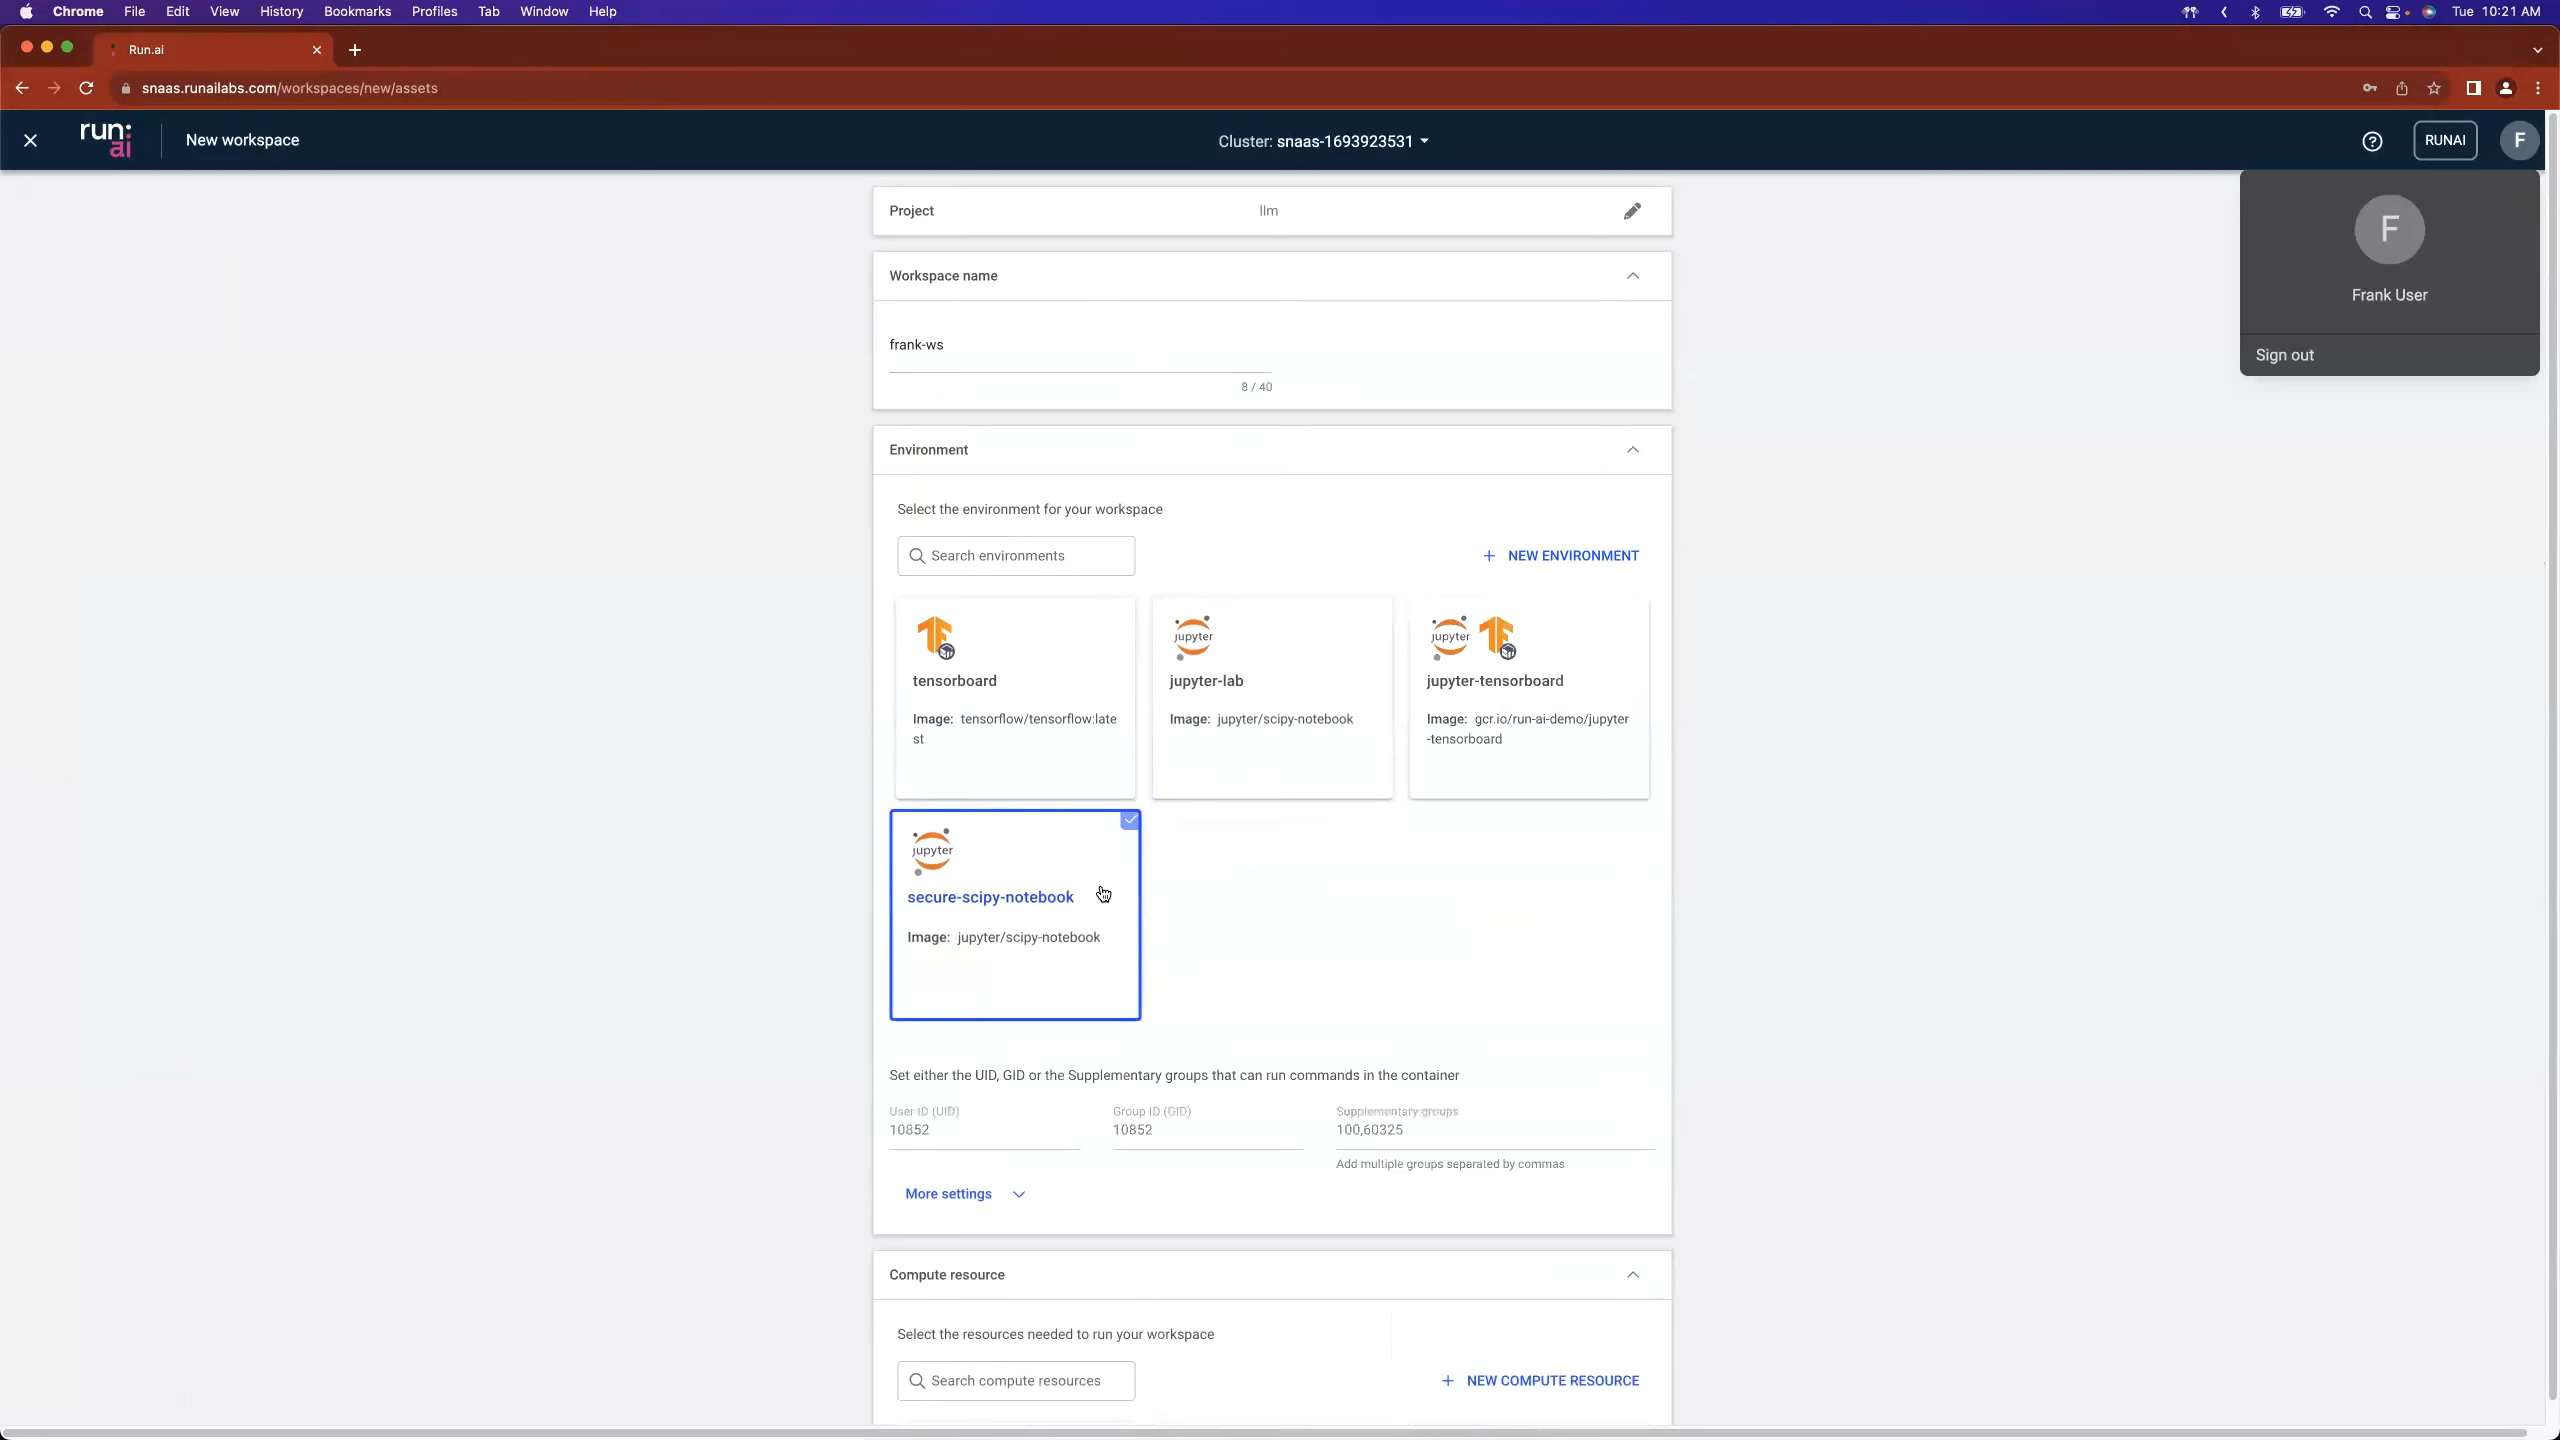 Chrome File Edit View History Bookmarks Profiles Tab Window Help Tue 10:21 AM
Run.ai
snaas.runailabs.com/workspaces/new/assets
run:
ai
New workspace
Cluster: snaas-1693923531
RUNAI
F
Project
llm
F
Frank User
Sign out
Workspace name
frank-ws
8 / 40
Environment
Select the environment for your workspace
Search environments
NEW ENVIRONMENT
jupyter
jupyter
tensorboard
jupyter-lab
jupyter-tensorboard
Image: tensorflow/tensorflow:late
st
Image: jupyter/scipy-notebook
Image: gcr.io/run-ai-demo/jupyter
-tensorboard
jupyter
secure-scipy-notebook
Image: jupyter/scipy-notebook
Set either the UID, GID or the Supplementary groups that can run commands in the container
User ID (UID)
10852
Group ID (GID)
10852
Supplementary groups
100,60325
Add multiple groups separated by commas
More settings
Compute resource
Select the resources needed to run your workspace
Search compute resources
NEW COMPUTE RESOURCE